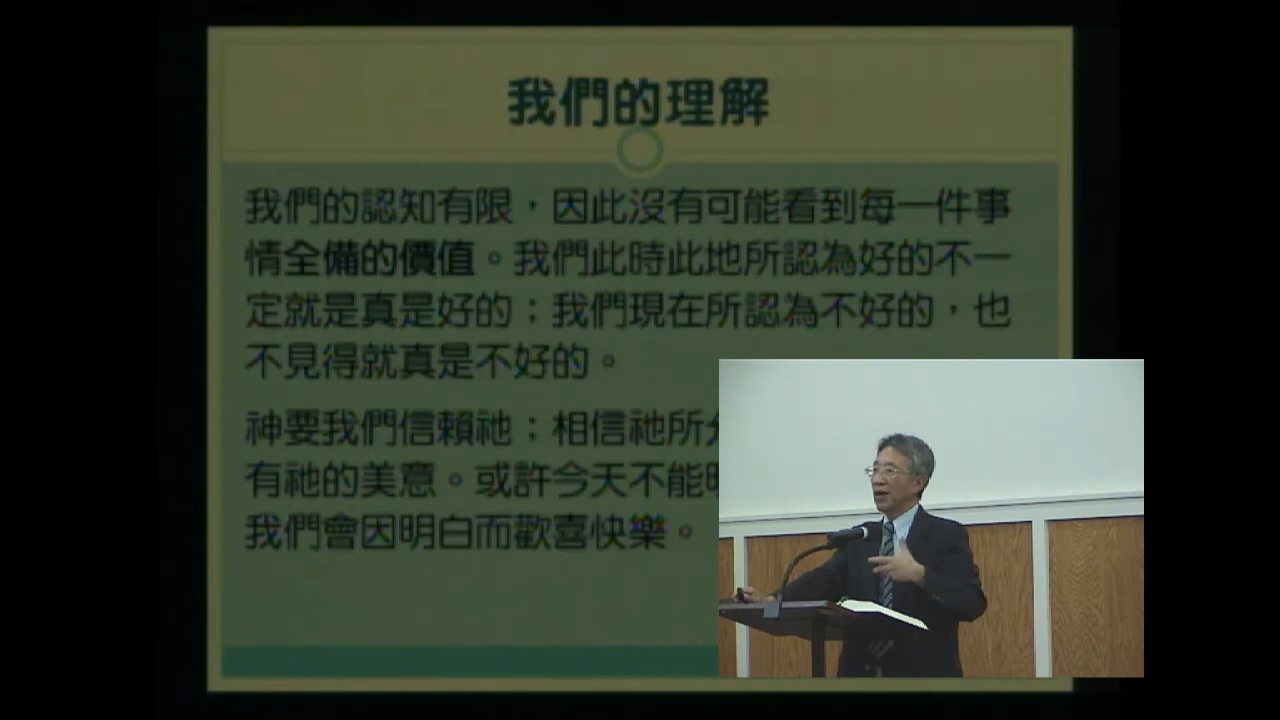 我們的理解
我們的認知有限，因此沒有可能看到每一件事
情全備的價值。我們此時此地所認為好的不一
定就是真是好的；我們現在所認為不好的，也
不見得就真是不好的。
神要我們信賴祂；相信祂所
有祂的美意。或許今天不能
我們會因明白而歡喜快樂。